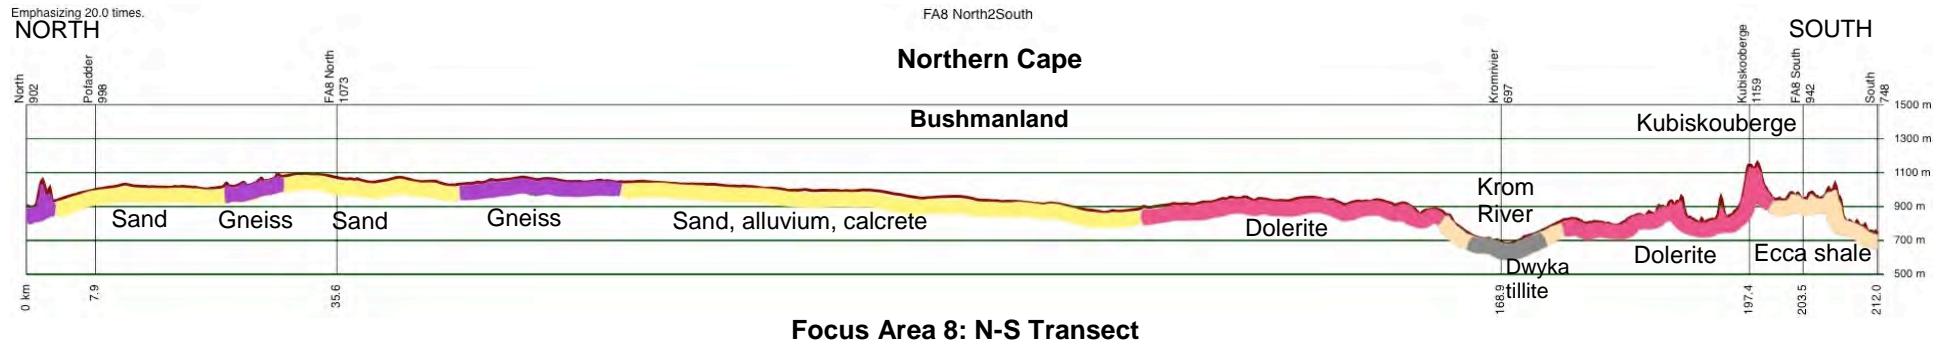 Emphasizing 20.0 times.
FA8 North2South
NORTH
SOUTH
Northern Cape
North
902
Pofadder
998
FA8 North
1073
Kromrivier
697
Kubiskooberge
1159
FA8 South
942
South
748
1500 m
Bushmanland
Kubiskouberge
1300 m
1100 m
Krom
River
900 m
Sand
Gneiss
Sand
Gneiss
Sand, alluvium, calcrete
Dolerite
700 m
Dwyka
tillite
Dolerite
Ecca shale
500 m
0 km
7.9
35.6
168.9
197.4
203.5
212.0
Focus Area 8: N-S Transect